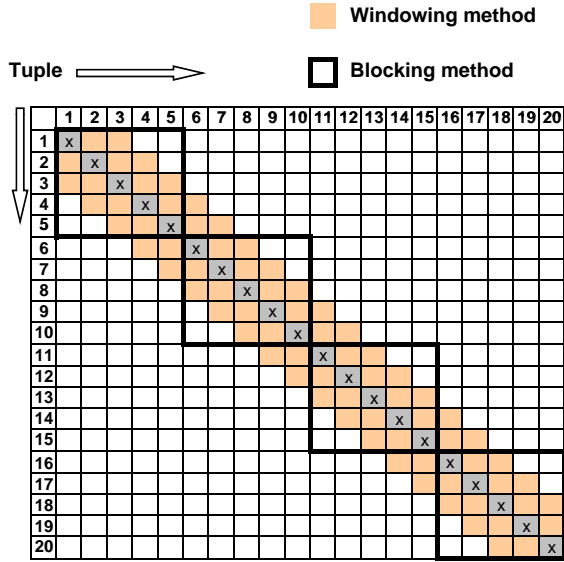 Windowing method
Tuple
Blocking method
1 2 3 4 5 6 7 8 9 10 11 12 13 14 15 16 17 18 19 20
1 x
2 x
3 x
4 x
5 x
6 x
7 x
8 x
9 x
10 x
11 x
12 x
13 x
14 x
15 x
16 x
17 x
18 x
19 x
20 x